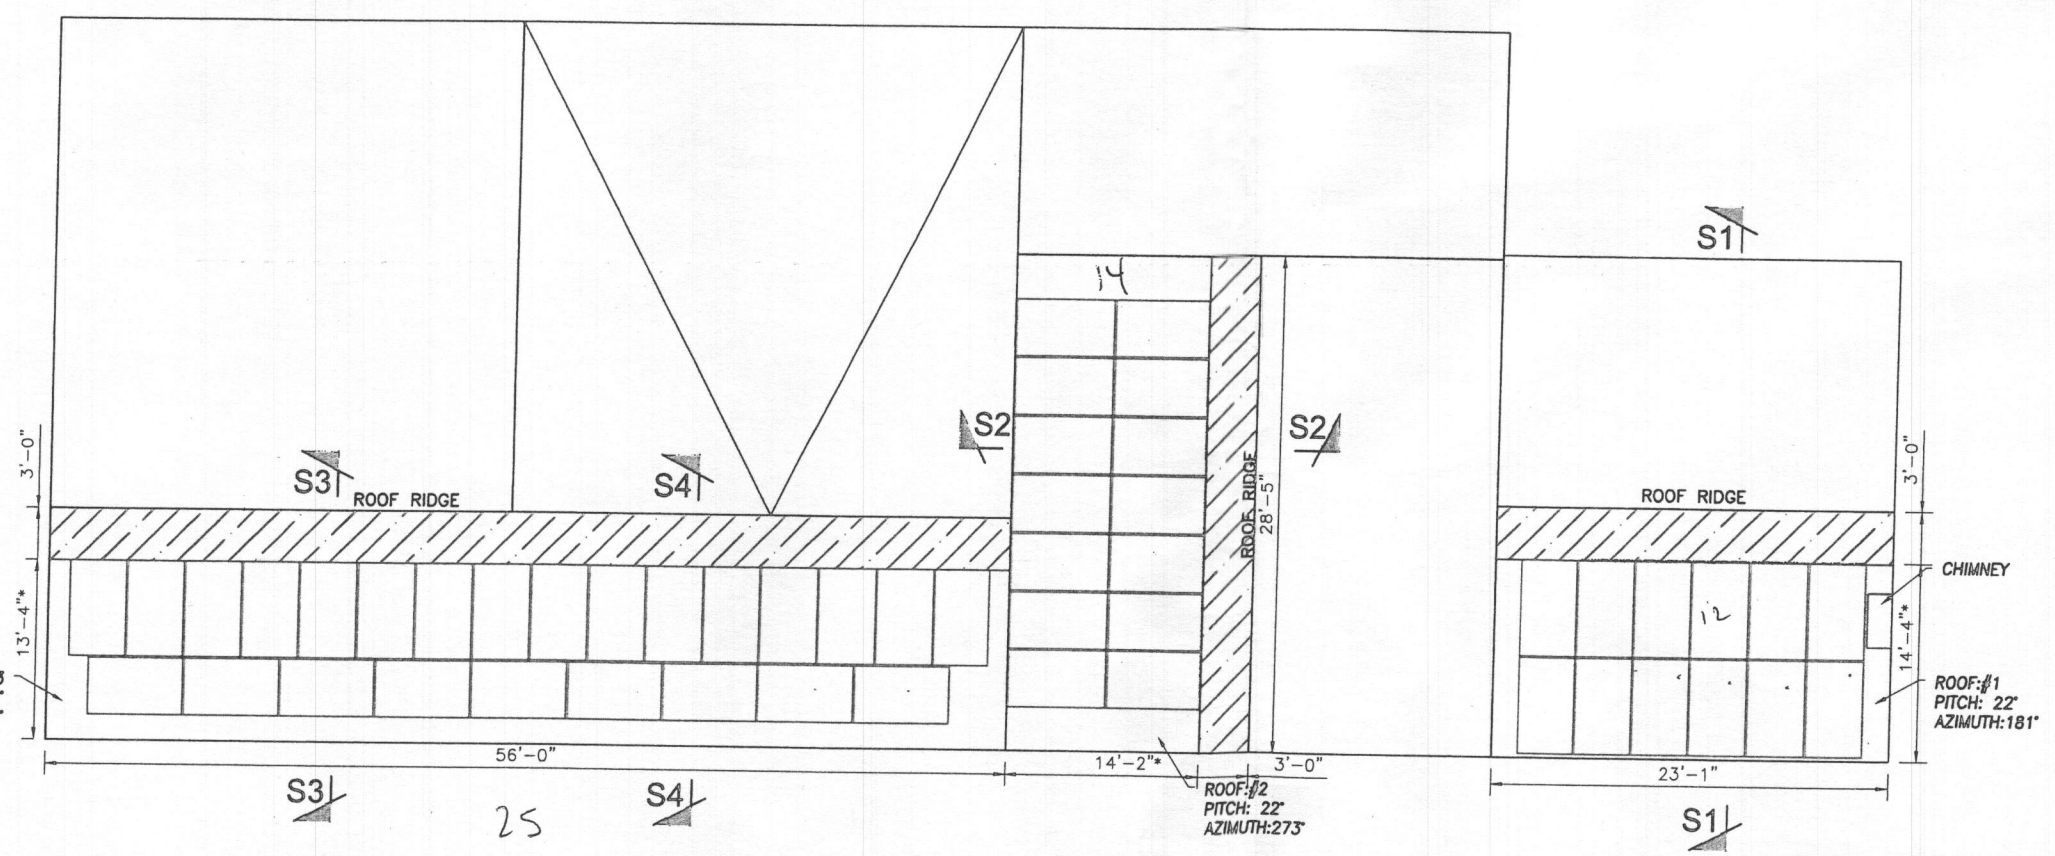 S1
14
S2
S2
3'-0"
S3
ROOF RIDGE
S4
ROOF RIDGE
28'-5"
ROOF RIDGE
3'-0"
13'-4"*
12
CHIMNEY
14'-4"*
ROOF:#1
PITCH: 22°
AZIMUTH:181°
56'-0"
14'-2"*
3'-0"
23'-1"
ROOF:#2
PITCH: 22°
AZIMUTH:273°
S3
25
S4
S1